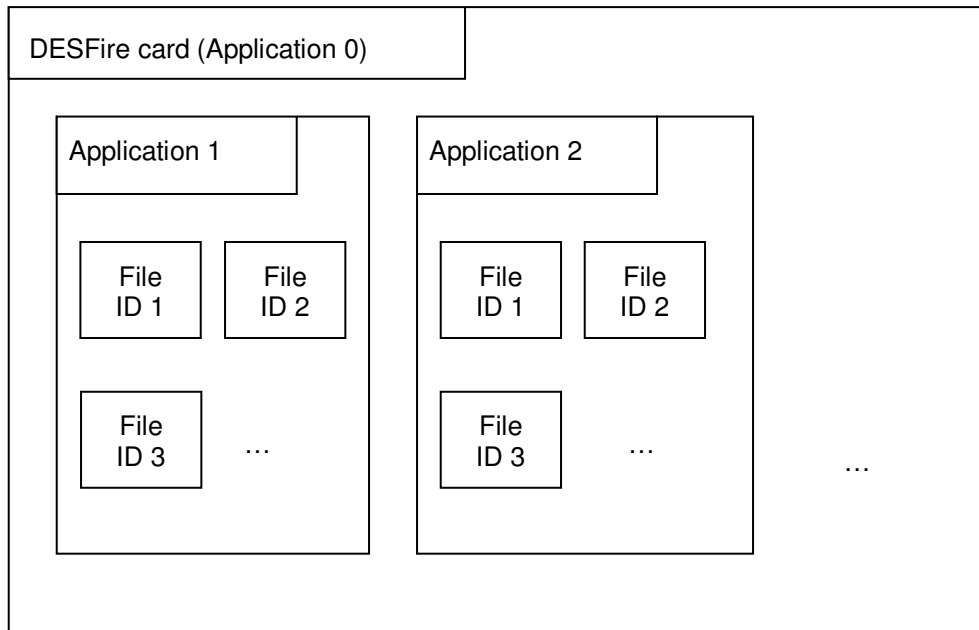 DESFire card (Application 0)
Application 1
Application 2
File
ID 1
File
ID 2
File
ID 1
File
ID 2
File
ID 3
…
File
ID 3
…
…